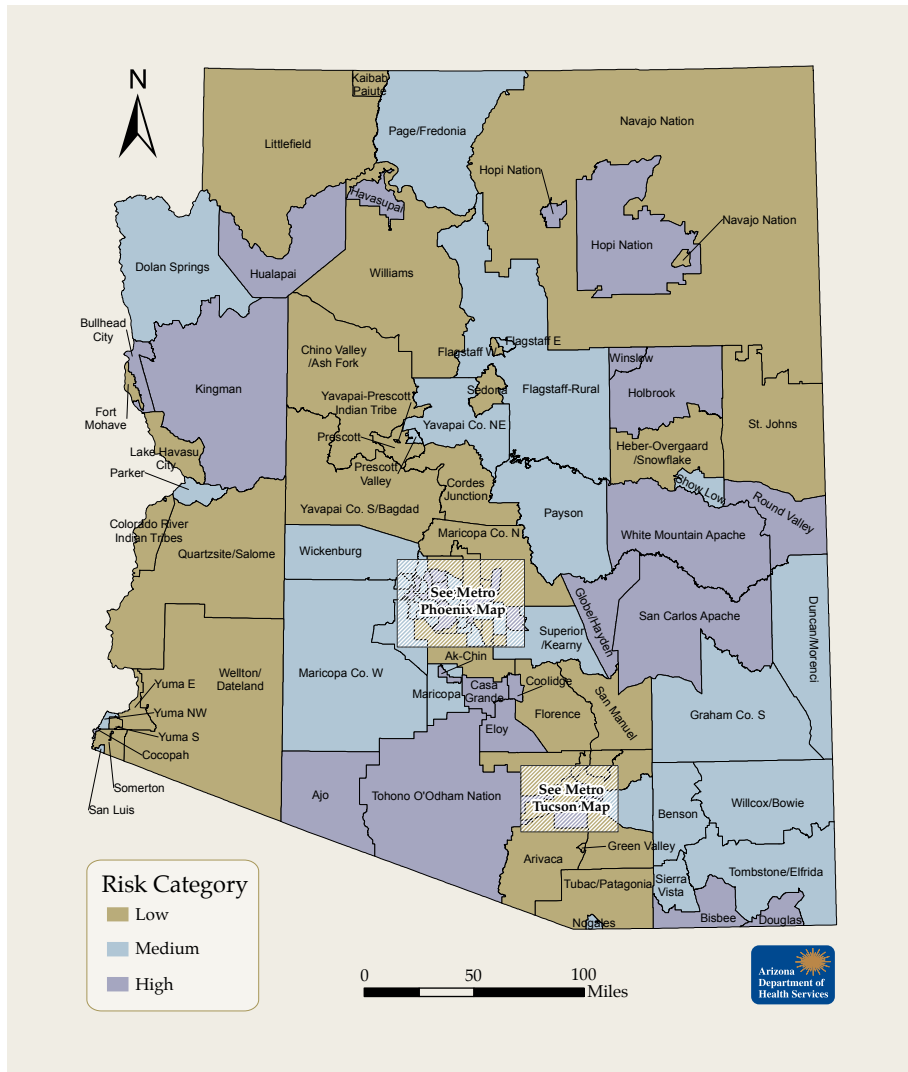 N
Kaibab
Paiute
Page/Fredonia
Navajo Nation
Littlefield
Hopi Nation
Havasupai
Navajo Nation
Hopi Nation
Dolan Springs
Hualapai
Williams
Bullhead
City
Flagstaff W
Flagstaff E
Chino Valley
/Ash Fork
Winslow
Kingman
Sedona
Flagstaff-Rural
Holbrook
Yavapai-Prescott
Indian Tribe
Fort
Mohave
Yavapai Co. NE
St. Johns
Prescott
Heber-Overgaard
/Snowflake
Lake Havasu
City
Prescott
Valley
Parker
Cordes
Junction
Show Low
Round Valley
Yavapai Co. S/Bagdad
Payson
Colorado River
Indian Tribes
Maricopa Co. N
White Mountain Apache
Quartzsite/Salome
Wickenburg
See Metro
Phoenix Map
Globe/Hayden
San Carlos Apache
Duncan/Morenci
Superior
/Kearny
Ak-Chin
Wellton/
Dateland
Maricopa Co. W
Yuma E
Maricopa
Casa
Grande
Coolidge
San Manuel
Yuma NW
Florence
Graham Co. S
Eloy
Yuma S
Cocopah
Somerton
San Luis
Ajo
Tohono O'Odham Nation
See Metro
Tucson Map
Benson
Willcox/Bowie
Green Valley
Arivaca
Tubac/Patagonia
Sierra
Vista
Tombstone/Elfrida
Nogales
Bisbee
Douglas
Risk Category
Low
Medium
High
0
50
100
Miles
Arizona
Department of
Health Services